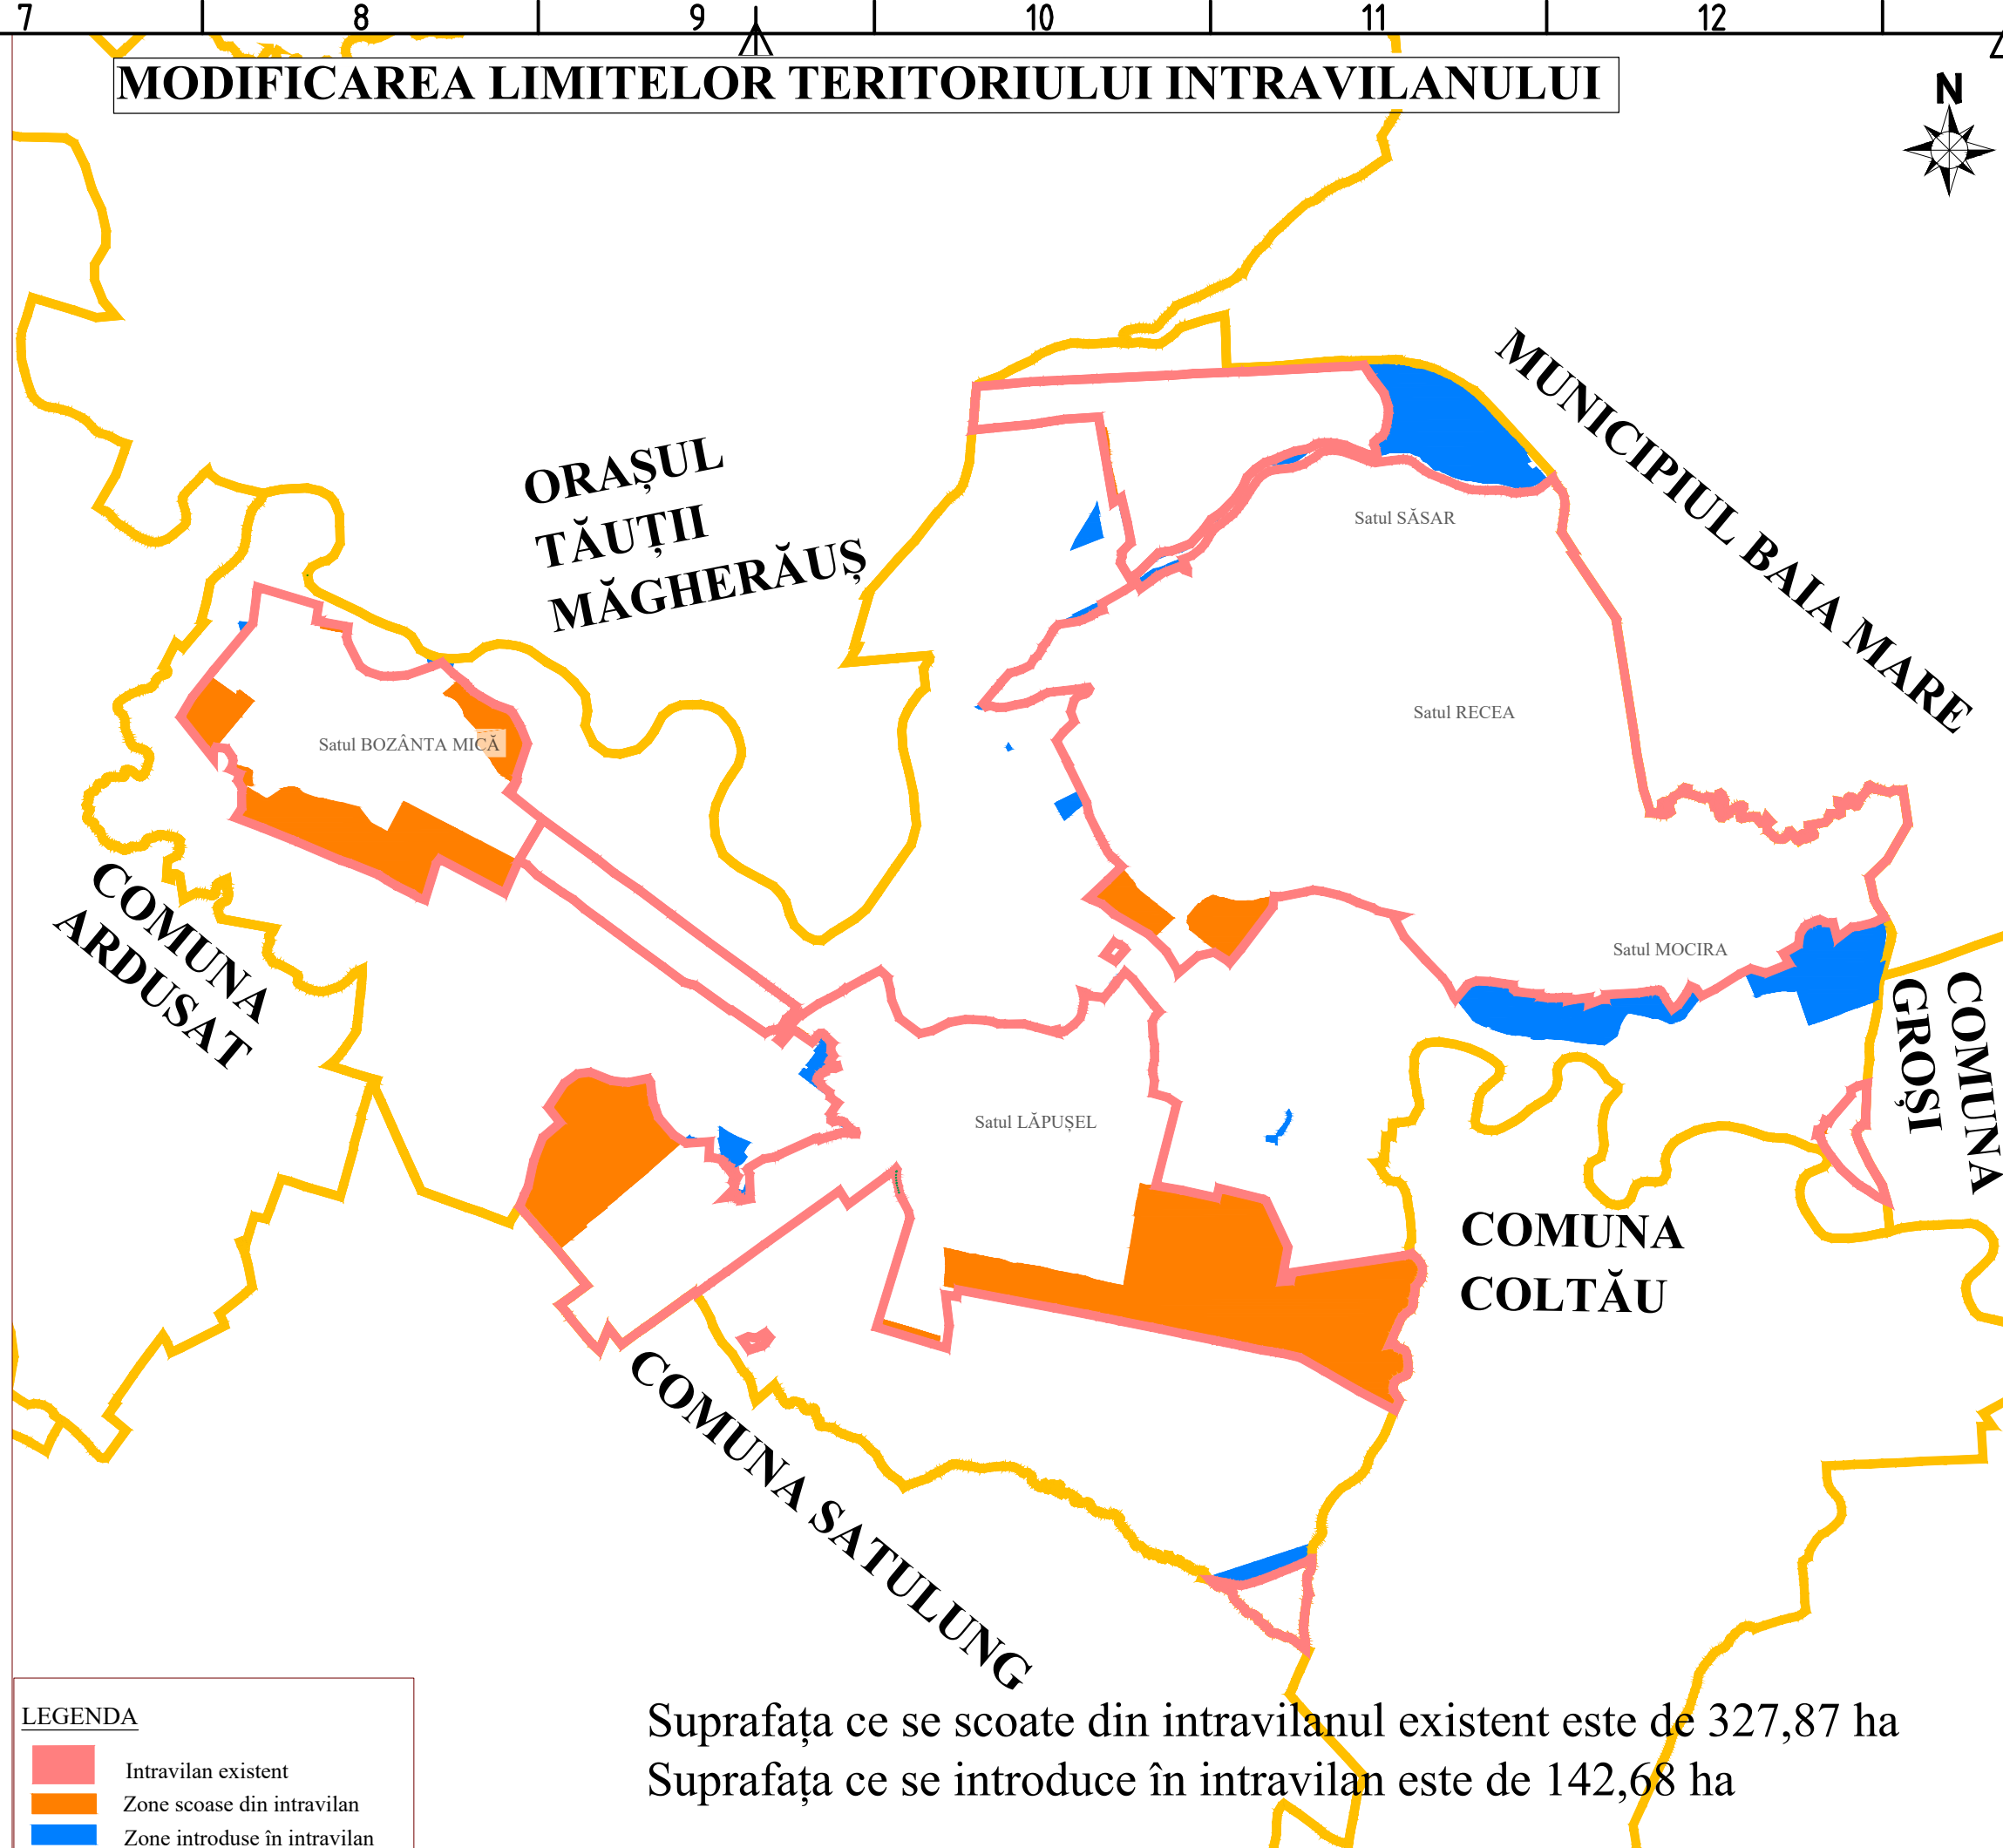 7 8 9 10 11 12
MODIFICAREA LIMITELOR TERITORIULUI INTRAVILANULUI
N
ORAȘUL
TĂUȚII
MĂGHERĂUȘ
MUNICIPIUL BAIA MARE
Satul SĂSAR
Satul RECEA
Satul BOZÂNTA MICĂ
COMUNA
ARDUSAT
Satul MOCIRA
COMUNA
GROȘI
Satul LĂPUȘEL
COMUNA
COLTĂU
COMUNA SATULUNG
LEGENDA
Intravilan existent
Zone scoase din intravilan
Zone introduse în intravilan
Suprafața ce se scoate din intravilanul existent este de 327,87 ha
Suprafața ce se introduce în intravilan este de 142,68 ha